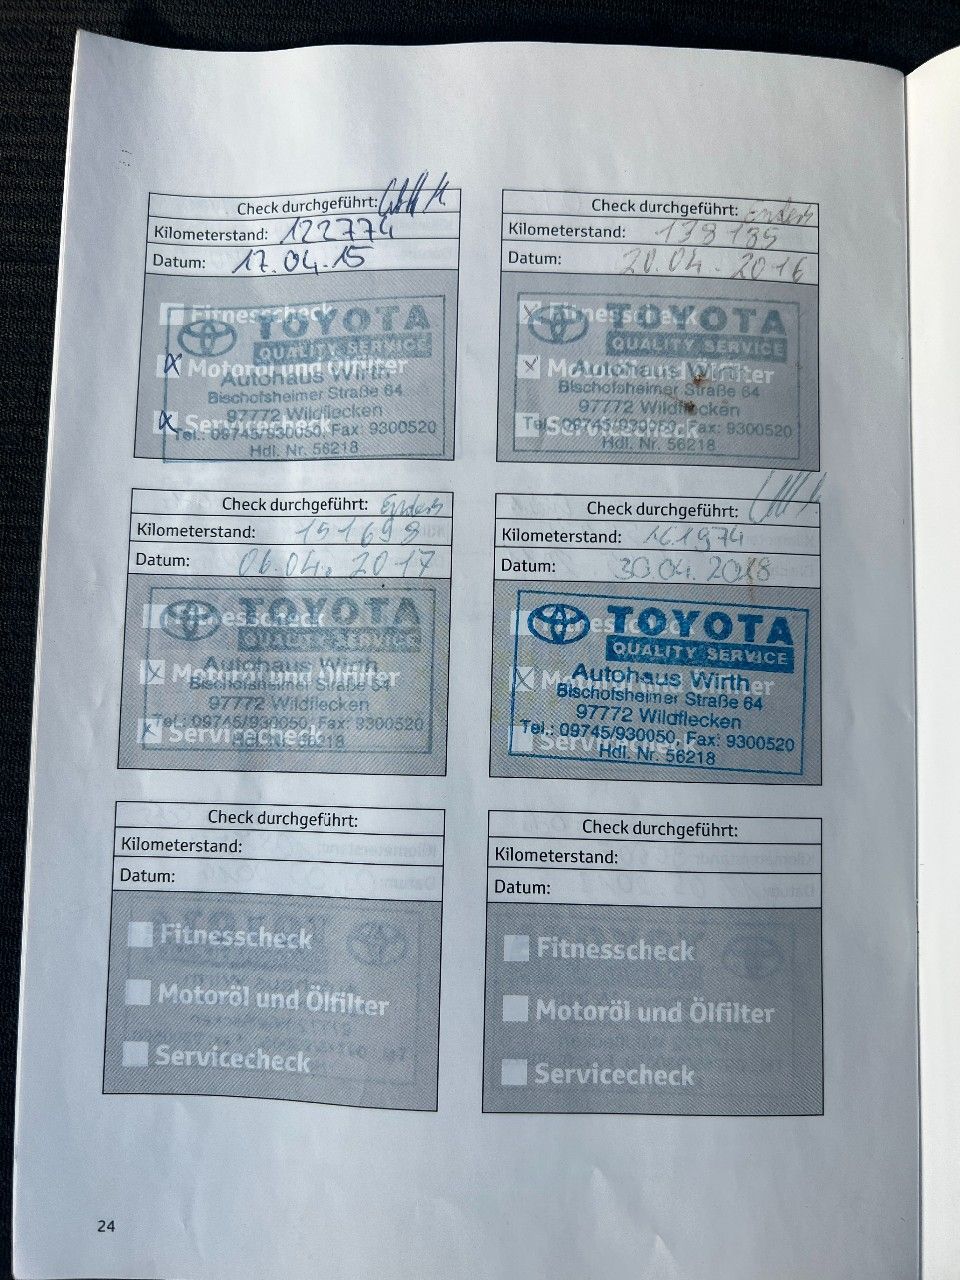 Check durchgeführt:
Kilometerstand: 122774
Datum: 17.04.15
Fitnesscheck
Motoröl und Ölfilter
Servicecheck
TOYOTA
QUALITY SERVICE
Autohaus Wirth
Bischofsheimer Straße 64
97772 Wildflecken
Tel.: 09745/930050, Fax: 9300520
Hdl. Nr. 56218
Check durchgeführt: Enders
Kilometerstand: 138185
Datum: 20.04.2016
Fitnesscheck
Motoröl und Ölfilter
Servicecheck
TOYOTA
QUALITY SERVICE
Autohaus Wirth
Bischofsheimer Straße 64
97772 Wildflecken
Tel.: 09745/930050, Fax: 9300520
Hdl. Nr. 56218
Check durchgeführt: Enders
Kilometerstand: 151699
Datum: 06.04.2017
Fitnesscheck
Motoröl und Ölfilter
Servicecheck
TOYOTA
QUALITY SERVICE
Autohaus Wirth
Bischofsheimer Straße 64
97772 Wildflecken
Tel.: 09745/930050, Fax: 9300520
Hdl. Nr. 56218
Check durchgeführt:
Kilometerstand: 161974
Datum: 30.04.2018
Fitnesscheck
Motoröl und Ölfilter
Servicecheck
TOYOTA
QUALITY SERVICE
Autohaus Wirth
Bischofsheimer Straße 64
97772 Wildflecken
Tel.: 09745/930050, Fax: 9300520
Hdl. Nr. 56218
Check durchgeführt:
Kilometerstand:
Datum:
Fitnesscheck
Motoröl und Ölfilter
Servicecheck
Check durchgeführt:
Kilometerstand:
Datum:
Fitnesscheck
Motoröl und Ölfilter
Servicecheck
24